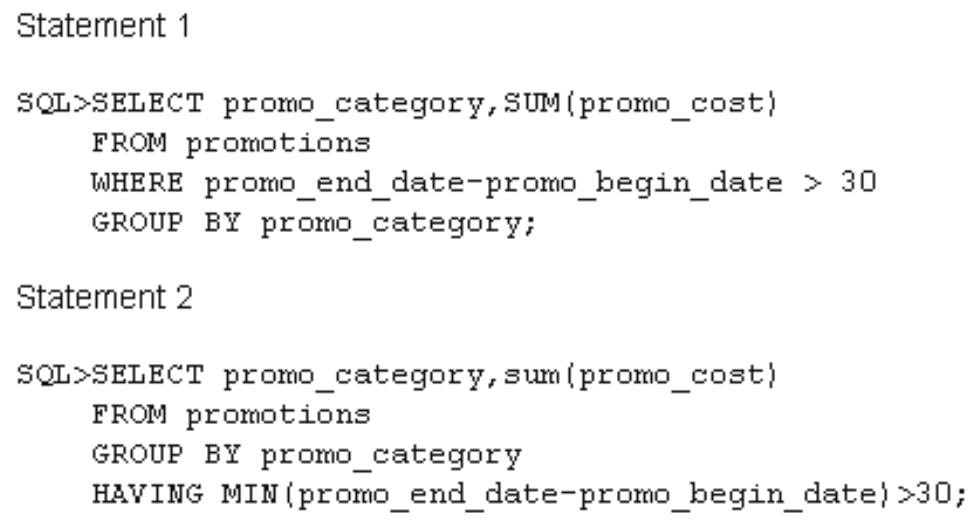 Statement 1
SQL>SELECT promo_category,SUM(promo_cost)
FROM promotions
WHERE promo_end_date-promo_begin_date > 30
GROUP BY promo_category;
Statement 2
SQL>SELECT promo_category,sum(promo_cost)
FROM promotions
GROUP BY promo_category
HAVING MIN(promo_end_date-promo_begin_date)>30;